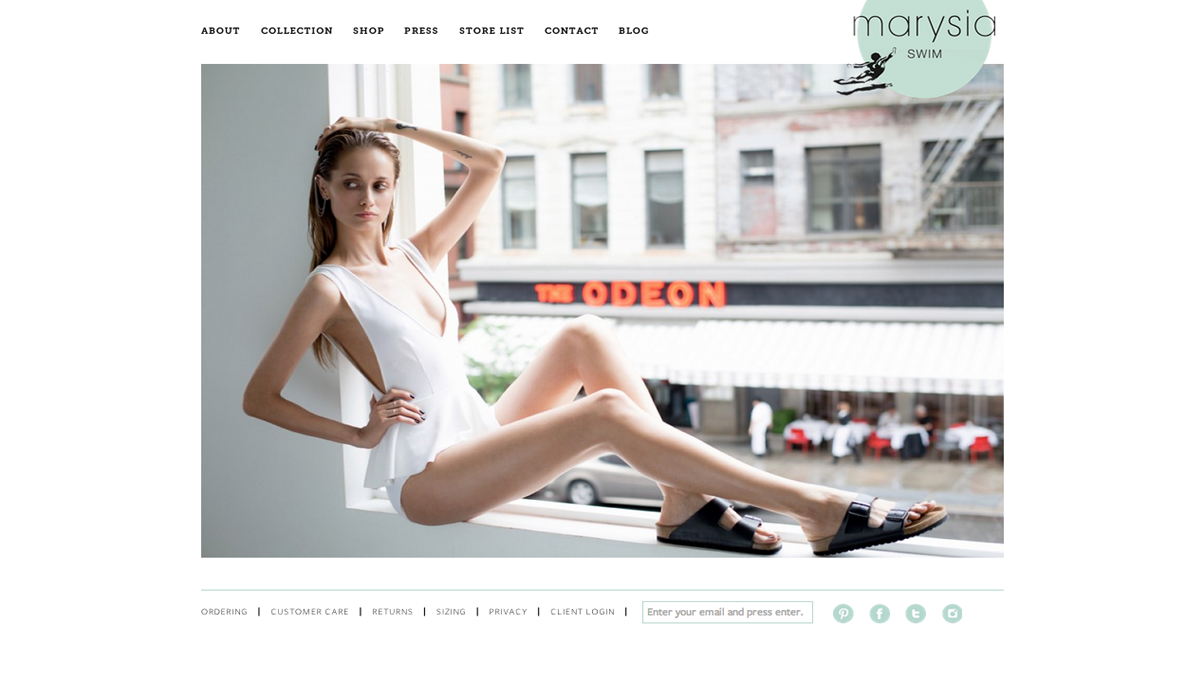 ABOUT COLLECTION SHOP PRESS STORE LIST CONTACT BLOG
marysia
SWIM
THE ODEON
ORDERING | CUSTOMER CARE | RETURNS | SIZING | PRIVACY | CLIENT LOGIN |
Enter your email and press enter.